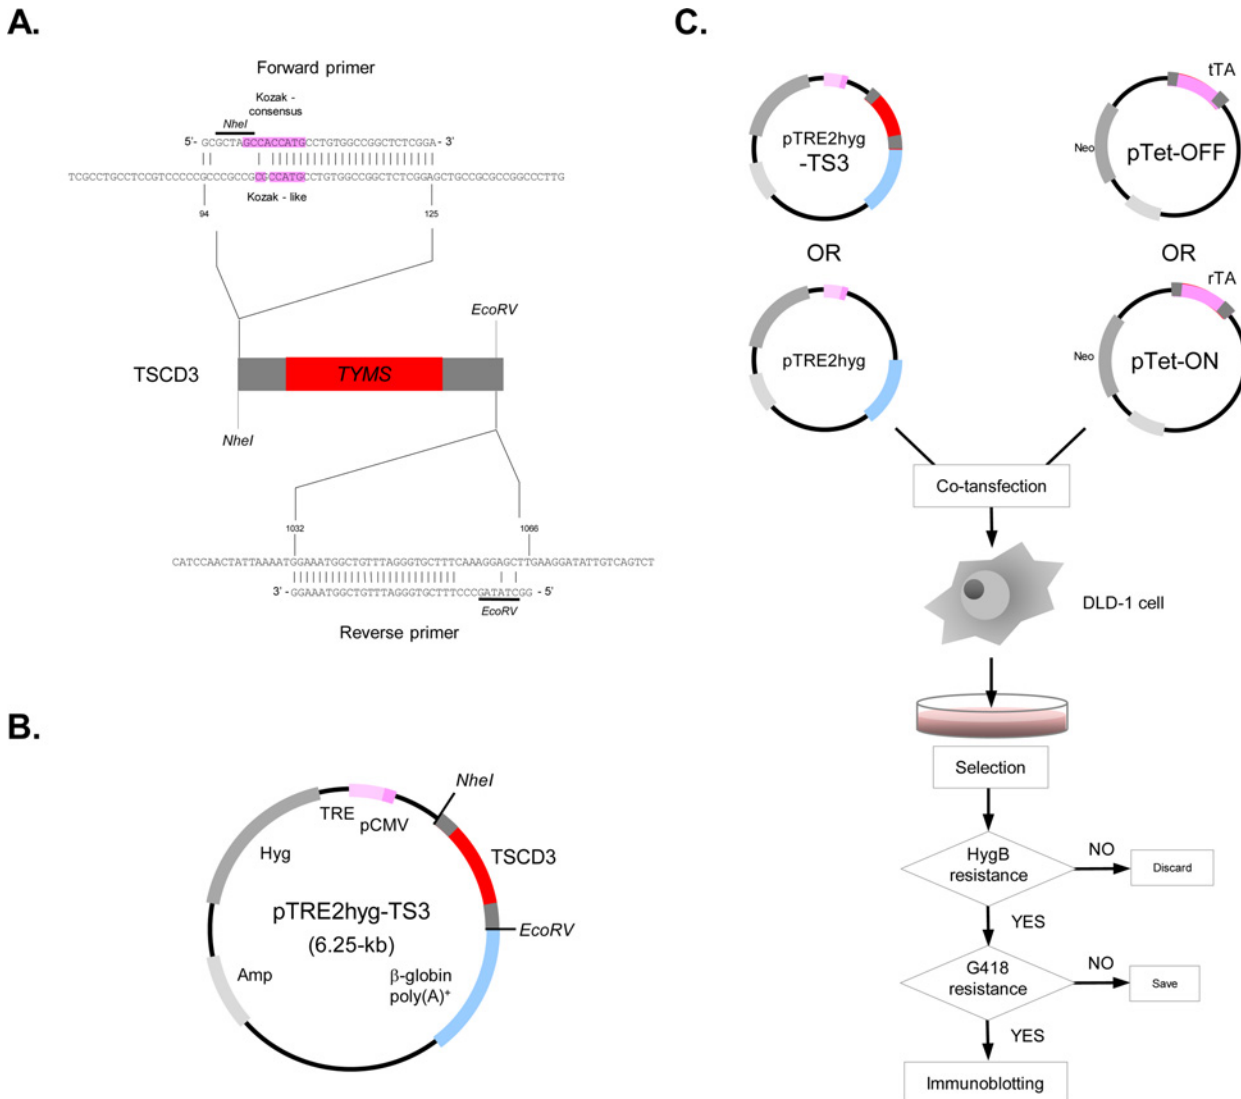 A.
Forward primer
Kozak -
consensus
NheI
5'- GCGCTAGCCACCATGCCTGTGGCCGGCTCTCGGA - 3'
TCGCCTGCCTCCGTCCCCCGCCCGCCGCGCCATGCCTGTGGCCGGCTCTCGGAGCTGCCGCGCCGGCCCTTG
Kozak - like
94
125
EcoRV
TSCD3
TYMS
NheI
1032
1066
CATCCAACTATTAAAATGGAAATGGCTGTTTAGGGTGCTTTCAAAGGAGCTTGAAGGATATTGTCAGTCT
3' -GGAAATGGCTGTTTAGGGTGCTTTCCCGATATCGG - 5'
EcoRV
Reverse primer
B.
NheI
TRE
pCMV
TSCD3
Hyg
pTRE2hyg-TS3
(6.25-kb)
EcoRV
Amp
β-globin
poly(A)+
C.
tTA
pTRE2hyg
-TS3
Neo
pTet-OFF
OR
OR
rTA
pTRE2hyg
Neo
pTet-ON
Co-tansfection
DLD-1 cell
Selection
HygB
resistance
NO
Discard
YES
G418
resistance
NO
Save
YES
Immunoblotting